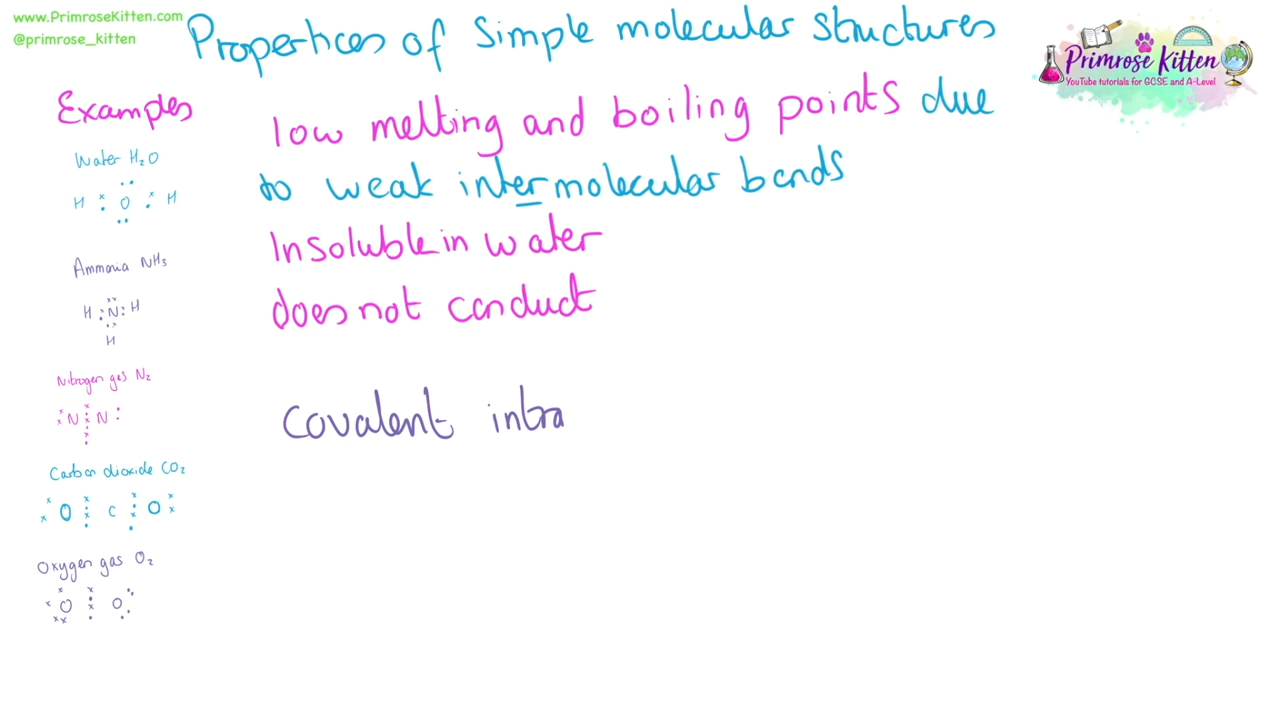 www.PrimroseKitten.com
@primrose_kitten
Properties of Simple molecular structures
Primrose Kitten
YouTube tutorials for GCSE and A-Level
Examples
Water H₂O
H × • O × • H
Ammonia NH₃
H N H
H
Nitrogen gas N₂
N N
Carbon dioxide CO₂
O C O
Oxygen gas O₂
O O
low melting and boiling points due
to weak intermolecular bonds
Insoluble in water
does not conduct
Covalent intra